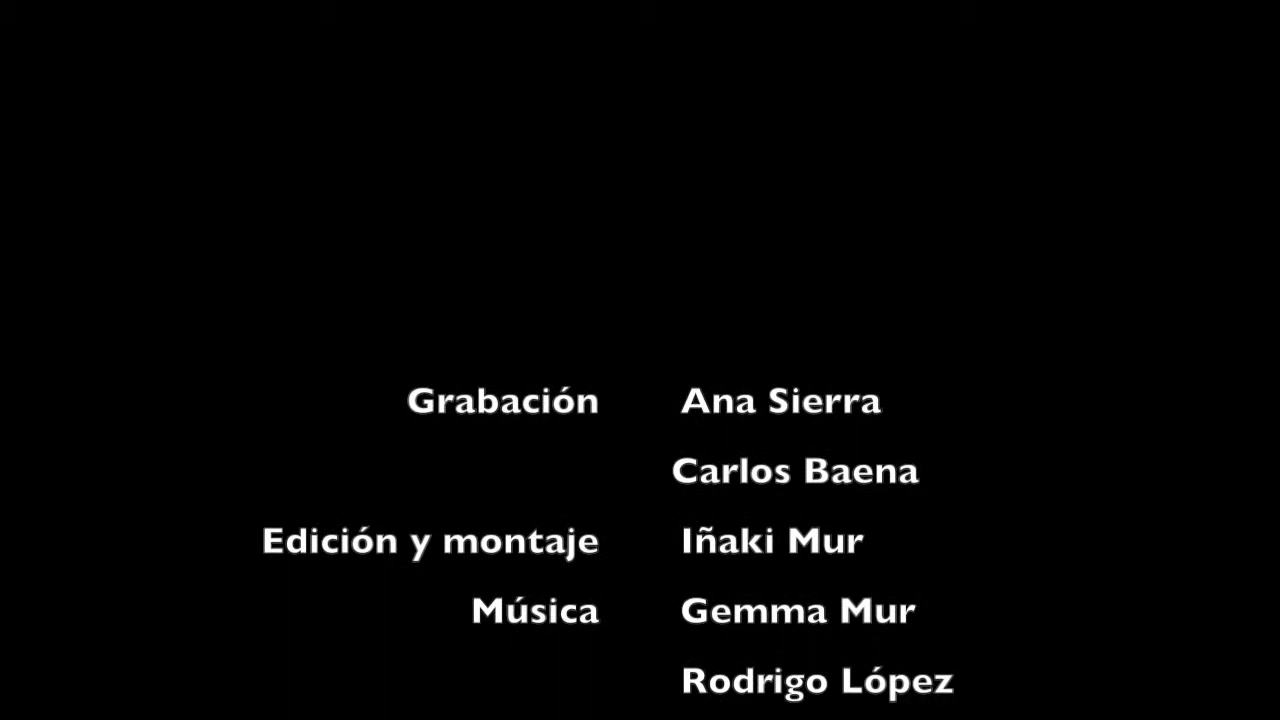 Grabación Ana Sierra
Carlos Baena
Edición y montaje Iñaki Mur
Música Gemma Mur
Rodrigo López